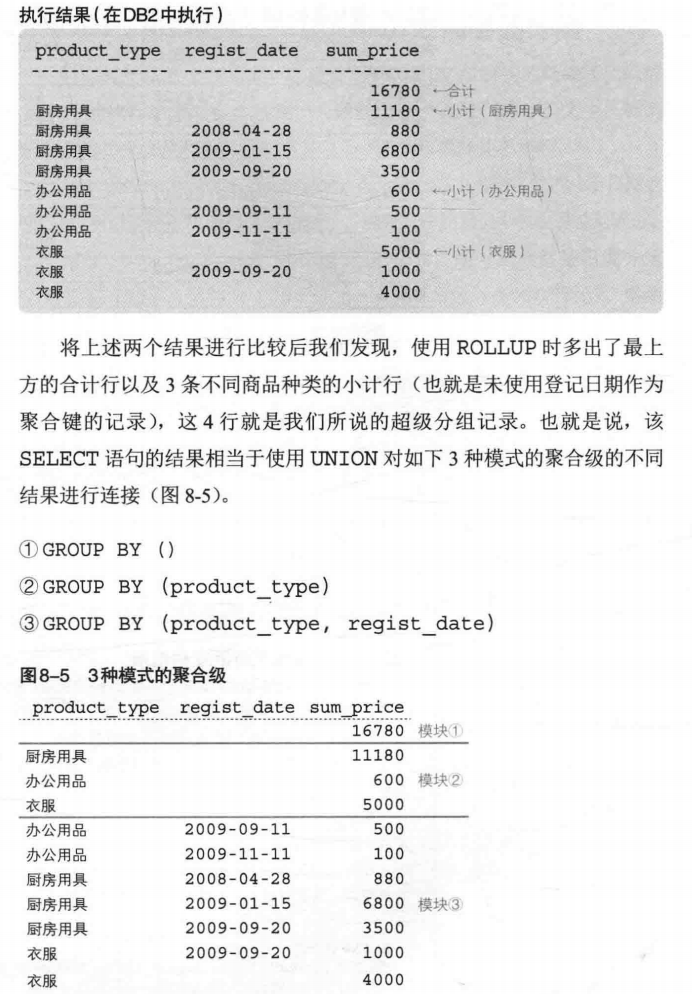 执行结果(在DB2中执行)
product_type regist_date sum_price
------------- ----------- ---------
16780 ←合计
厨房用具 11180 ←小计(厨房用具)
厨房用具 2008-04-28 880
厨房用具 2009-01-15 6800
厨房用具 2009-09-20 3500
办公用品 600 ←小计(办公用品)
办公用品 2009-09-11 500
办公用品 2009-11-11 100
衣服 5000 ←小计(衣服)
衣服 2009-09-20 1000
衣服 4000
将上述两个结果进行比较后我们发现，使用 ROLLUP 时多出了最上
方的合计行以及 3 条不同商品种类的小计行（也就是未使用登记日期作为
聚合键的记录），这 4 行就是我们所说的超级分组记录。也就是说，该
SELECT 语句的结果相当于使用 UNION 对如下 3 种模式的聚合级的不同
结果进行连接（图 8-5）。
①GROUP BY ()
②GROUP BY (product_type)
③GROUP BY (product_type, regist_date)
图8–5 3种模式的聚合级
product_type regist_date sum_price
16780 模块①
厨房用具 11180
办公用品 600 模块②
衣服 5000
办公用品 2009-09-11 500
办公用品 2009-11-11 100
厨房用具 2008-04-28 880
厨房用具 2009-01-15 6800 模块③
厨房用具 2009-09-20 3500
衣服 2009-09-20 1000
衣服 4000